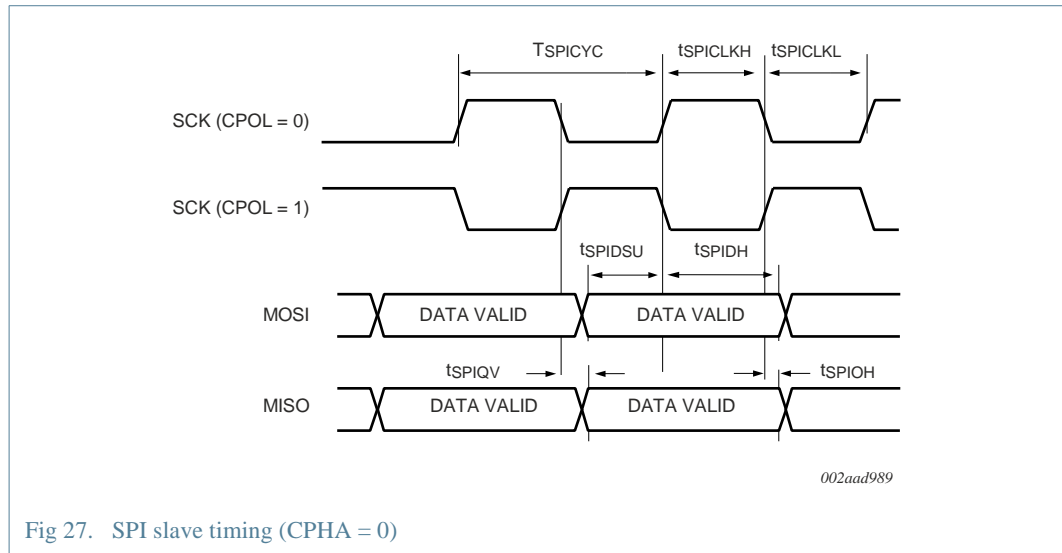 TSPICYC tSPICLKH tSPICLKL
SCK (CPOL = 0)
SCK (CPOL = 1)
tSPIDSU tSPIDH
MOSI DATA VALID DATA VALID
tSPIQV tSPIOH
MISO DATA VALID DATA VALID
002aad989
Fig 27. SPI slave timing (CPHA = 0)